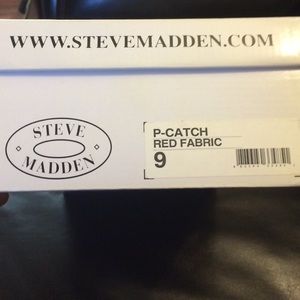 WWW.STEVEMADDEN.COM
STEVE
MADDEN
P-CATCH
RED FABRIC
9